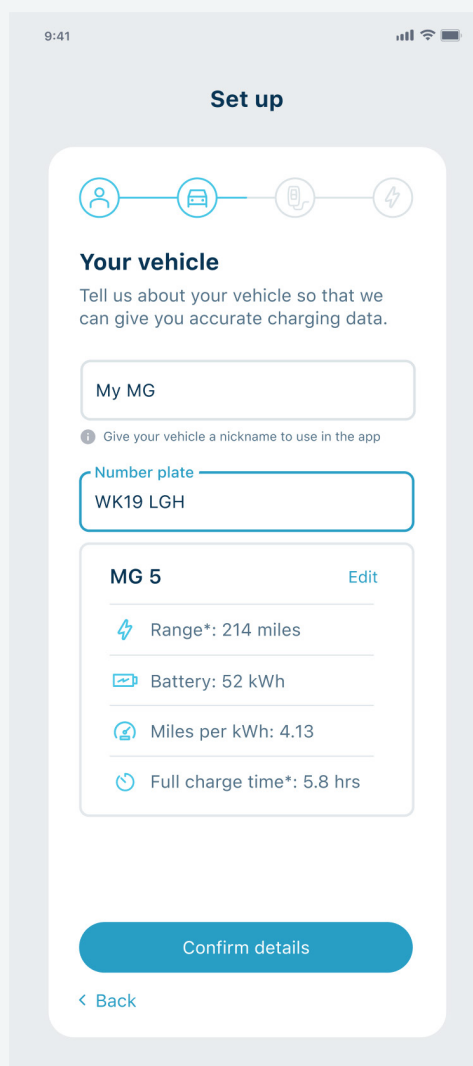 9:41
Set up
Your vehicle
Tell us about your vehicle so that we
can give you accurate charging data.
My MG
Give your vehicle a nickname to use in the app
Number plate
WK19 LGH
MG 5 Edit
Range*: 214 miles
Battery: 52 kWh
Miles per kWh: 4.13
Full charge time*: 5.8 hrs
Confirm details
< Back